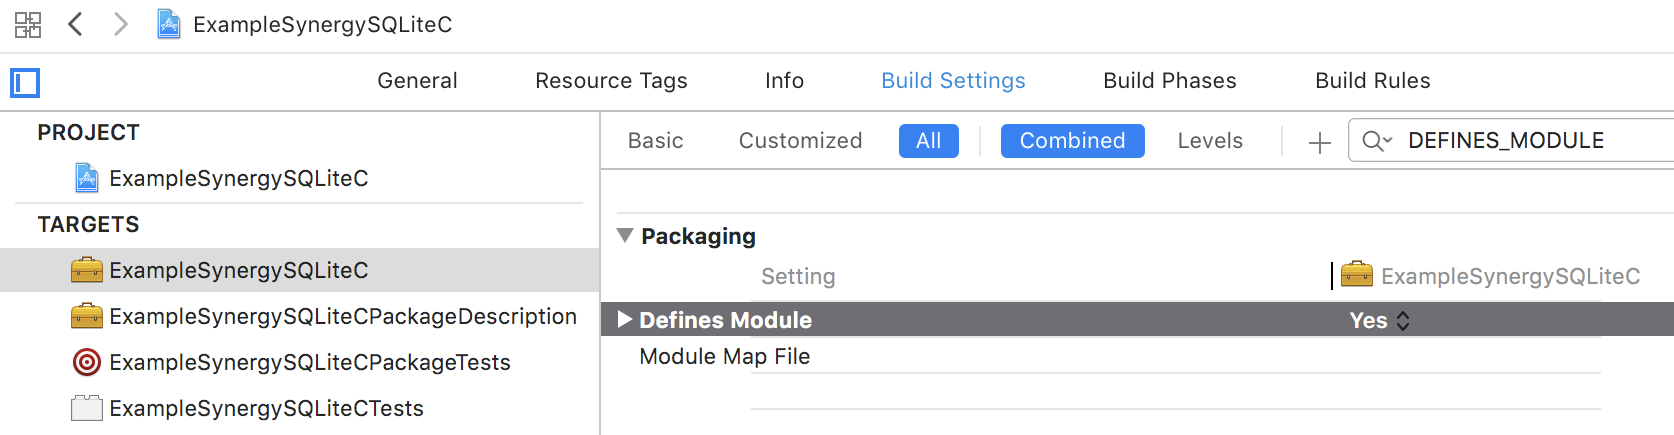 ExampleSynergySQLiteC
General Resource Tags Info Build Settings Build Phases Build Rules
PROJECT
ExampleSynergySQLiteC
TARGETS
ExampleSynergySQLiteC
ExampleSynergySQLiteCPackageDescription
ExampleSynergySQLiteCPackageTests
ExampleSynergySQLiteCTests
Basic Customized All Combined Levels + DEFINES_MODULE
Packaging
Setting ExampleSynergySQLiteC
Defines Module Yes
Module Map File